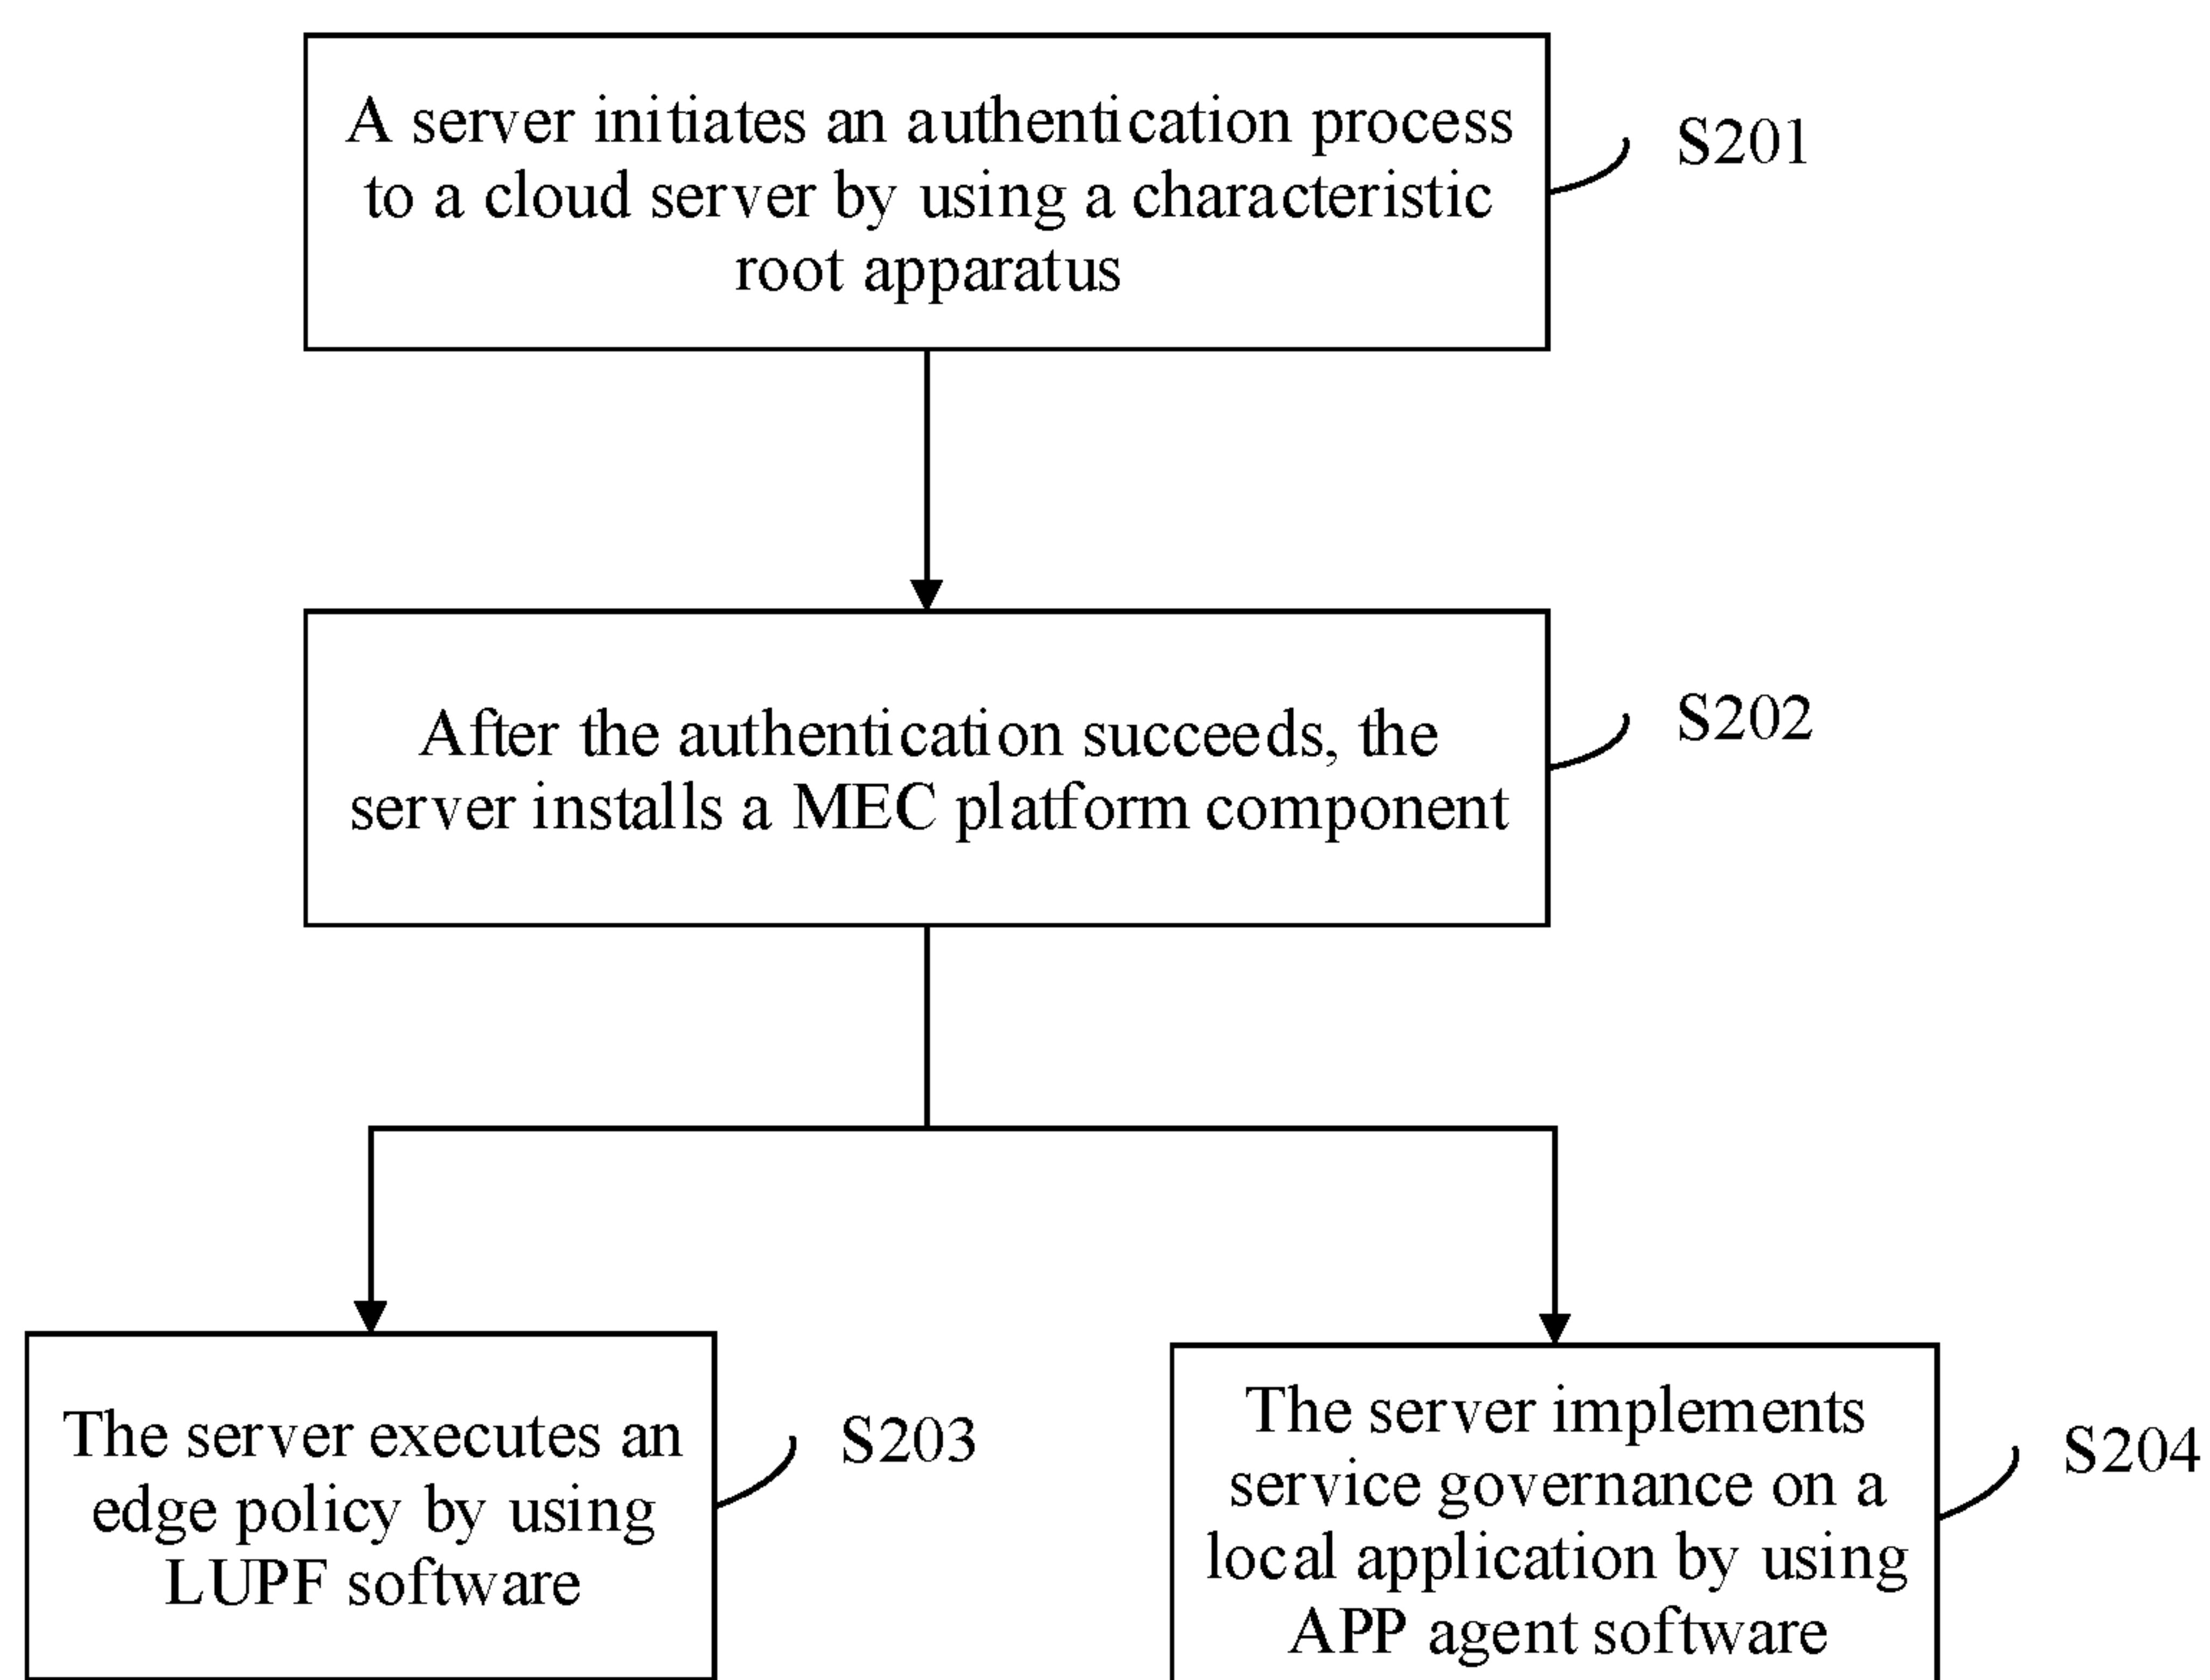 A server initiates an authentication process
to a cloud server by using a characteristic
root apparatus
S201
After the authentication succeeds, the
server installs a MEC platform component
S202
The server executes an
edge policy by using
LUPF software
S203
The server implements
service governance on a
local application by using
APP agent software
S204